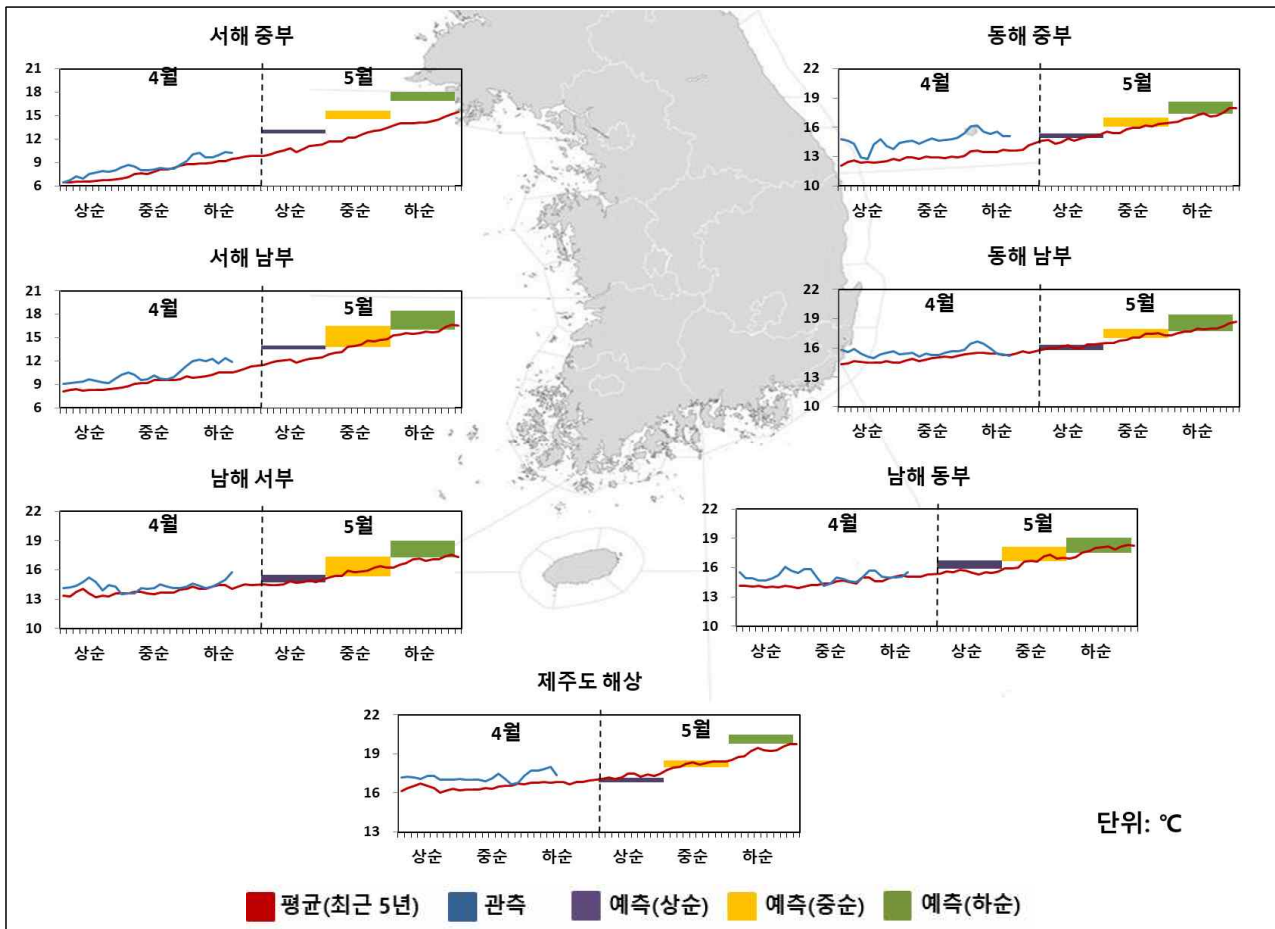 서해 중부
21
18
15
12
9
6
4월
5월
상순 중순 하순 상순 중순 하순
동해 중부
22
19
16
13
10
4월
5월
상순 중순 하순 상순 중순 하순
서해 남부
21
18
15
12
9
6
4월
5월
상순 중순 하순 상순 중순 하순
동해 남부
22
19
16
13
10
4월
5월
상순 중순 하순 상순 중순 하순
남해 서부
22
19
16
13
10
4월
5월
상순 중순 하순 상순 중순 하순
남해 동부
22
19
16
13
10
4월
5월
상순 중순 하순 상순 중순 하순
제주도 해상
22
19
16
13
4월
5월
상순 중순 하순 상순 중순 하순
단위: ℃
평균(최근 5년) 관측 예측(상순) 예측(중순) 예측(하순)